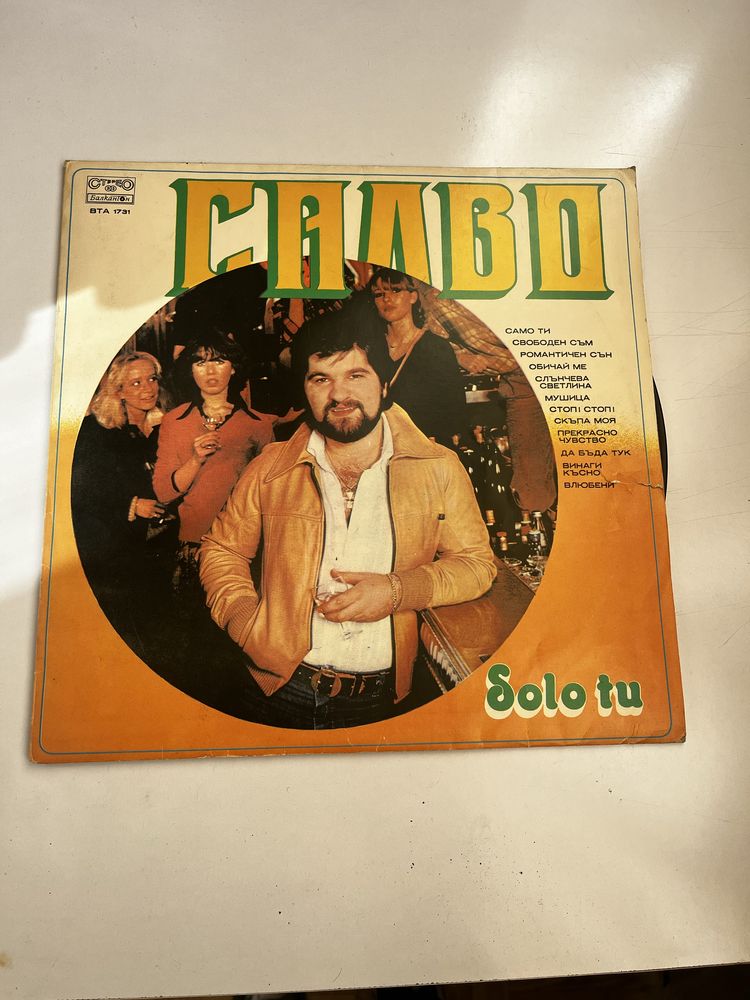 СТЕРЕО
Балкантон
ВТА 1731
САЛВО
САМО ТИ
СВОБОДЕН СЪМ
РОМАНТИЧЕН СЪН
ОБИЧАЙ МЕ
СЛЪНЧЕВА
СВЕТЛИНА
МУШИЦА
СТОП! СТОП!
СКЪПА МОЯ
ПРЕКРАСНО
ЧУВСТВО
ДА БЪДА ТУК
ВИНАГИ
КЪСНО
ВЛЮБЕНИ
Solo tu